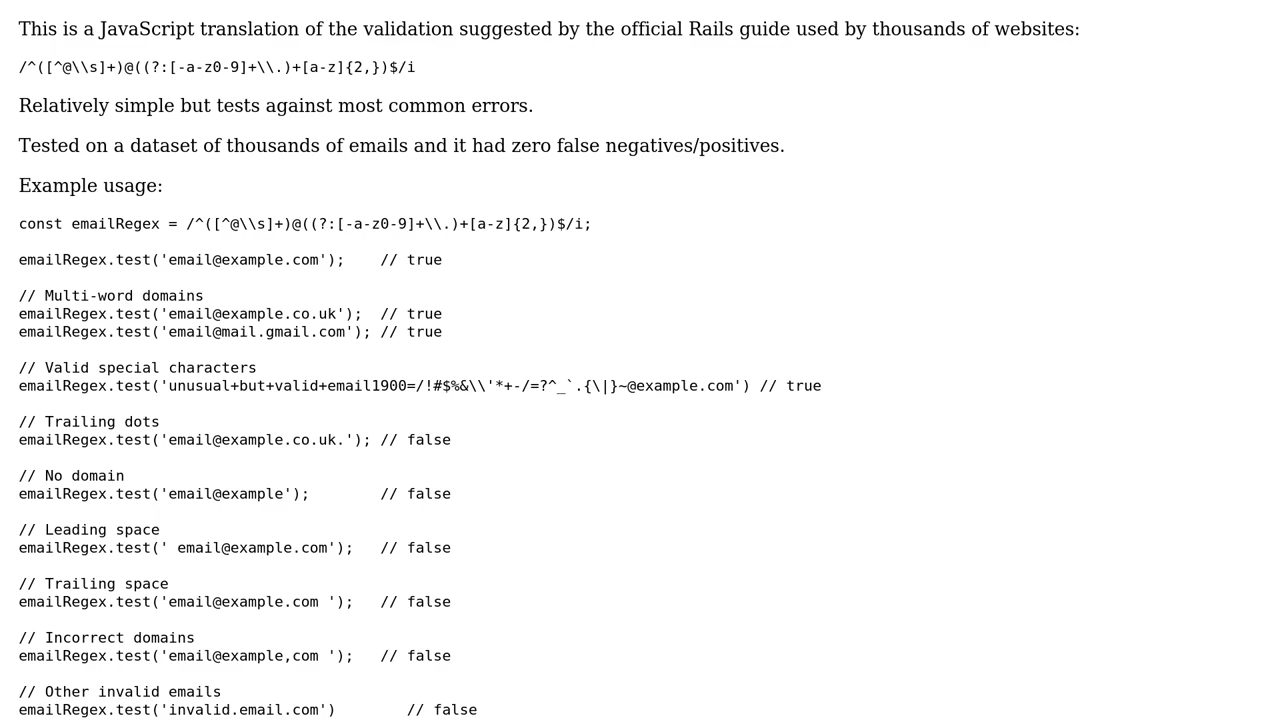 This is a JavaScript translation of the validation suggested by the official Rails guide used by thousands of websites:
/^([^@\\s]+)@((?:[-a-z0-9]+\\.)+[a-z]{2,})$/i
Relatively simple but tests against most common errors.
Tested on a dataset of thousands of emails and it had zero false negatives/positives.
Example usage:
const emailRegex = /^([^@\\s]+)@((?:[-a-z0-9]+\\.)+[a-z]{2,})$/i;
emailRegex.test('email@example.com');    // true
// Multi-word domains
emailRegex.test('email@example.co.uk');  // true
emailRegex.test('email@mail.gmail.com'); // true
// Valid special characters
emailRegex.test('unusual+but+valid+email1900=/!#$%&\\'*+-/=?^_`.{\|}~@example.com') // true
// Trailing dots
emailRegex.test('email@example.co.uk.'); // false
// No domain
emailRegex.test('email@example');        // false
// Leading space
emailRegex.test(' email@example.com');   // false
// Trailing space
emailRegex.test('email@example.com ');   // false
// Incorrect domains
emailRegex.test('email@example,com ');   // false
// Other invalid emails
emailRegex.test('invalid.email.com')        // false